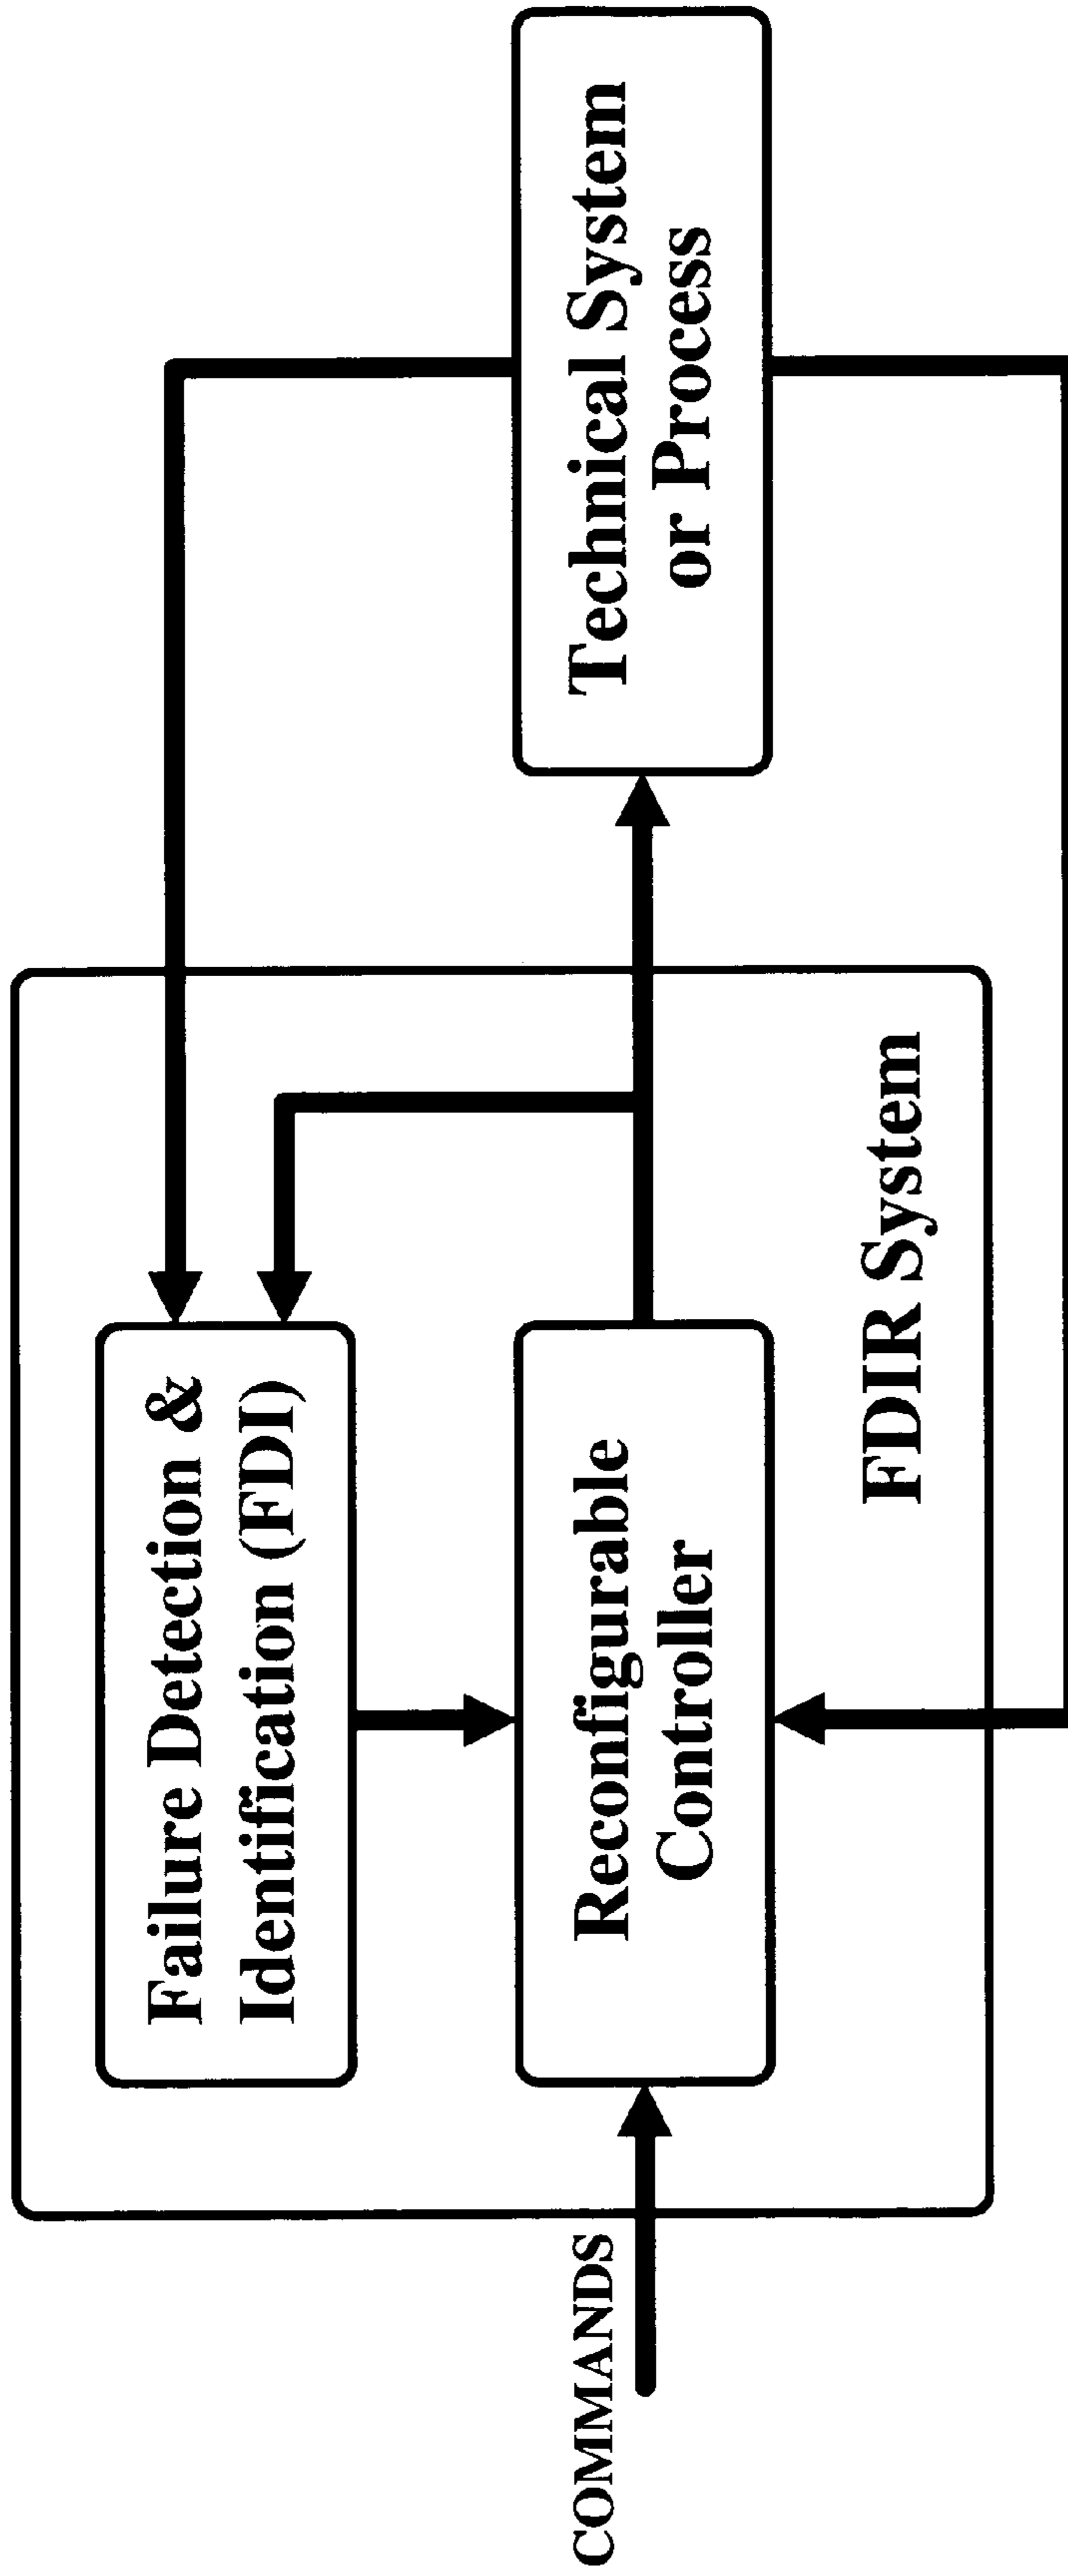 Failure Detection &
Identification (FDI)
COMMANDS
Reconfigurable
Controller
Technical System
or Process
FDIR System